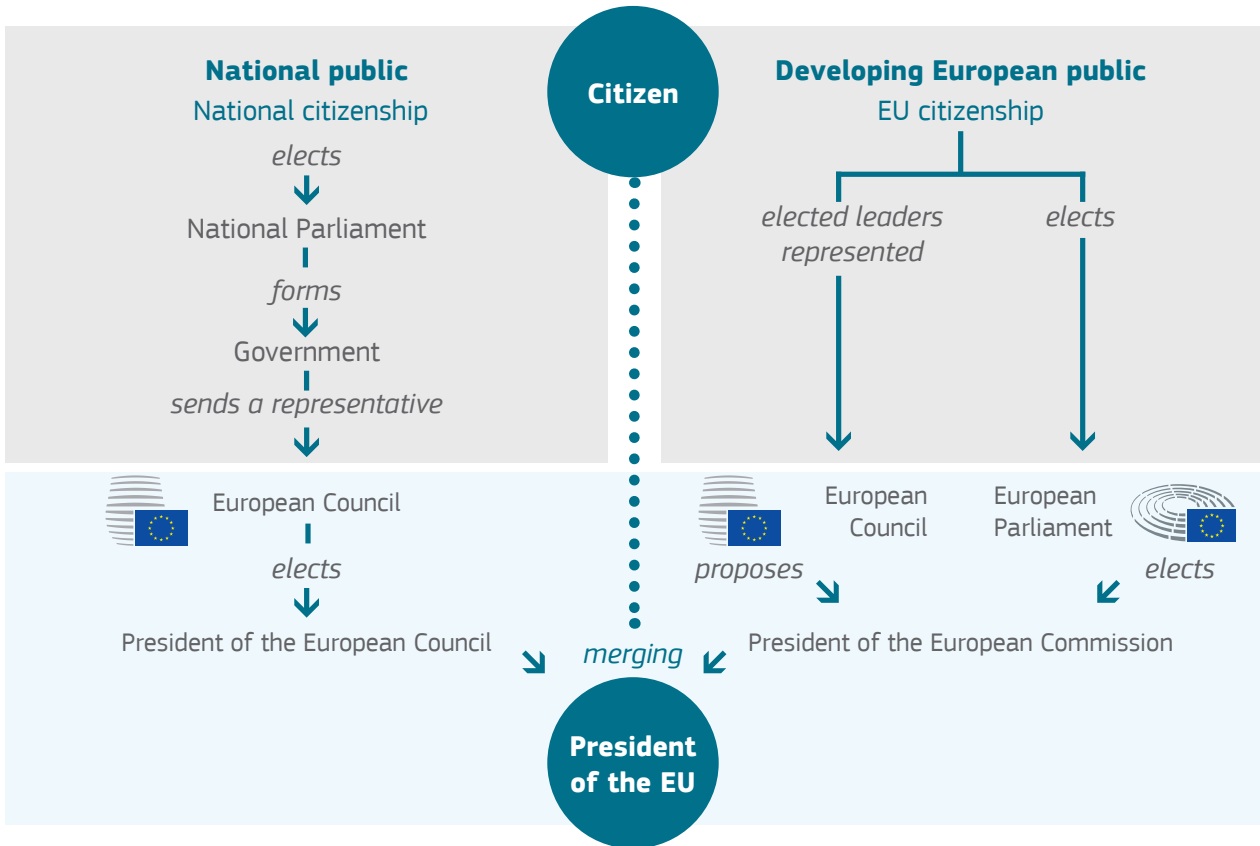 Citizen
National public
National citizenship
elects
National Parliament
forms
Government
sends a representative
European Council
elects
President of the European Council
Developing European public
EU citizenship
elected leaders
represented
elects
European
Council
proposes
European
Parliament
elects
President of the European Commission
merging
President
of the EU